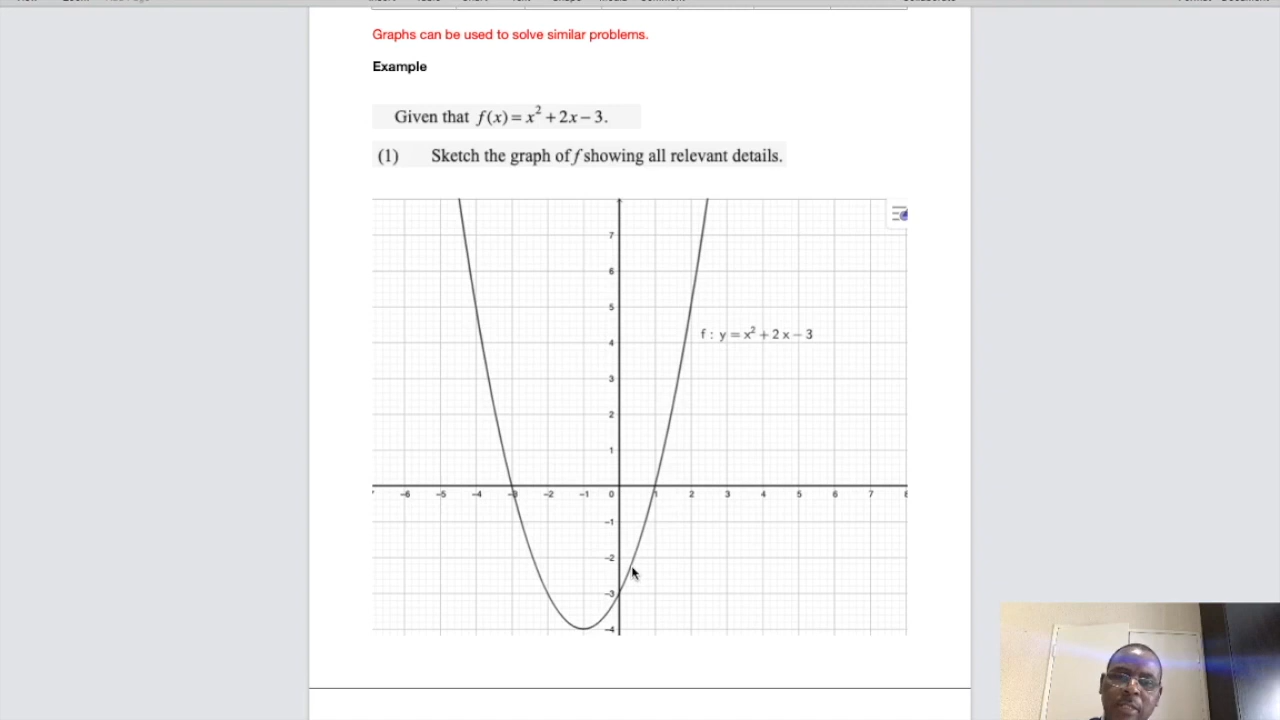 Graphs can be used to solve similar problems.
Example
Given that f(x) = x² + 2x − 3.
(1) Sketch the graph of f showing all relevant details.
7
6
5
4
3
2
1
f : y = x² + 2 x − 3
−6 −5 −4 −3 −2 −1 0 1 2 3 4 5 6 7 8
−1
−2
−3
−4